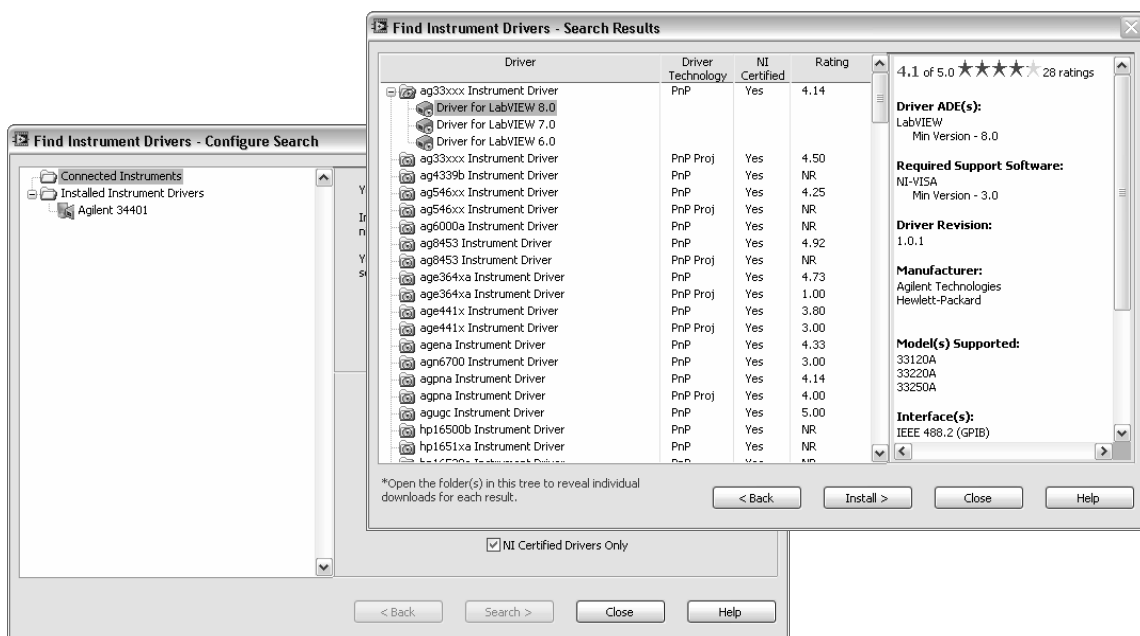 Find Instrument Drivers - Search Results
Driver Driver Technology NI Certified Rating
ag33xxx Instrument Driver PnP Yes 4.14
Driver for LabVIEW 8.0
Driver for LabVIEW 7.0
Driver for LabVIEW 6.0
ag33xxx Instrument Driver PnP Proj Yes 4.50
ag4339b Instrument Driver PnP Yes NR
ag546xx Instrument Driver PnP Yes 4.25
ag546xx Instrument Driver PnP Proj Yes NR
ag6000a Instrument Driver PnP Yes NR
ag8453 Instrument Driver PnP Yes 4.92
ag8453 Instrument Driver PnP Proj Yes NR
age364xa Instrument Driver PnP Yes 4.73
age364xa Instrument Driver PnP Proj Yes 1.00
age441x Instrument Driver PnP Yes 3.80
age441x Instrument Driver PnP Proj Yes 3.00
agena Instrument Driver PnP Yes 4.33
agn6700 Instrument Driver PnP Yes 3.00
agpna Instrument Driver PnP Yes 4.14
agpna Instrument Driver PnP Proj Yes 4.00
agugc Instrument Driver PnP Yes 5.00
hp16500b Instrument Driver PnP Yes NR
hp1651xa Instrument Driver PnP Yes NR
4.1 of 5.0 28 ratings
Driver ADE(s):
LabVIEW
Min Version - 8.0
Required Support Software:
NI-VISA
Min Version - 3.0
Driver Revision:
1.0.1
Manufacturer:
Agilent Technologies
Hewlett-Packard
Model(s) Supported:
33120A
33220A
33250A
Interface(s):
IEEE 488.2 (GPIB)
*Open the folder(s) in this tree to reveal individual
downloads for each result.
< Back Install > Close Help
Find Instrument Drivers - Configure Search
Connected Instruments
Installed Instrument Drivers
Agilent 34401
NI Certified Drivers Only
< Back Search > Close Help